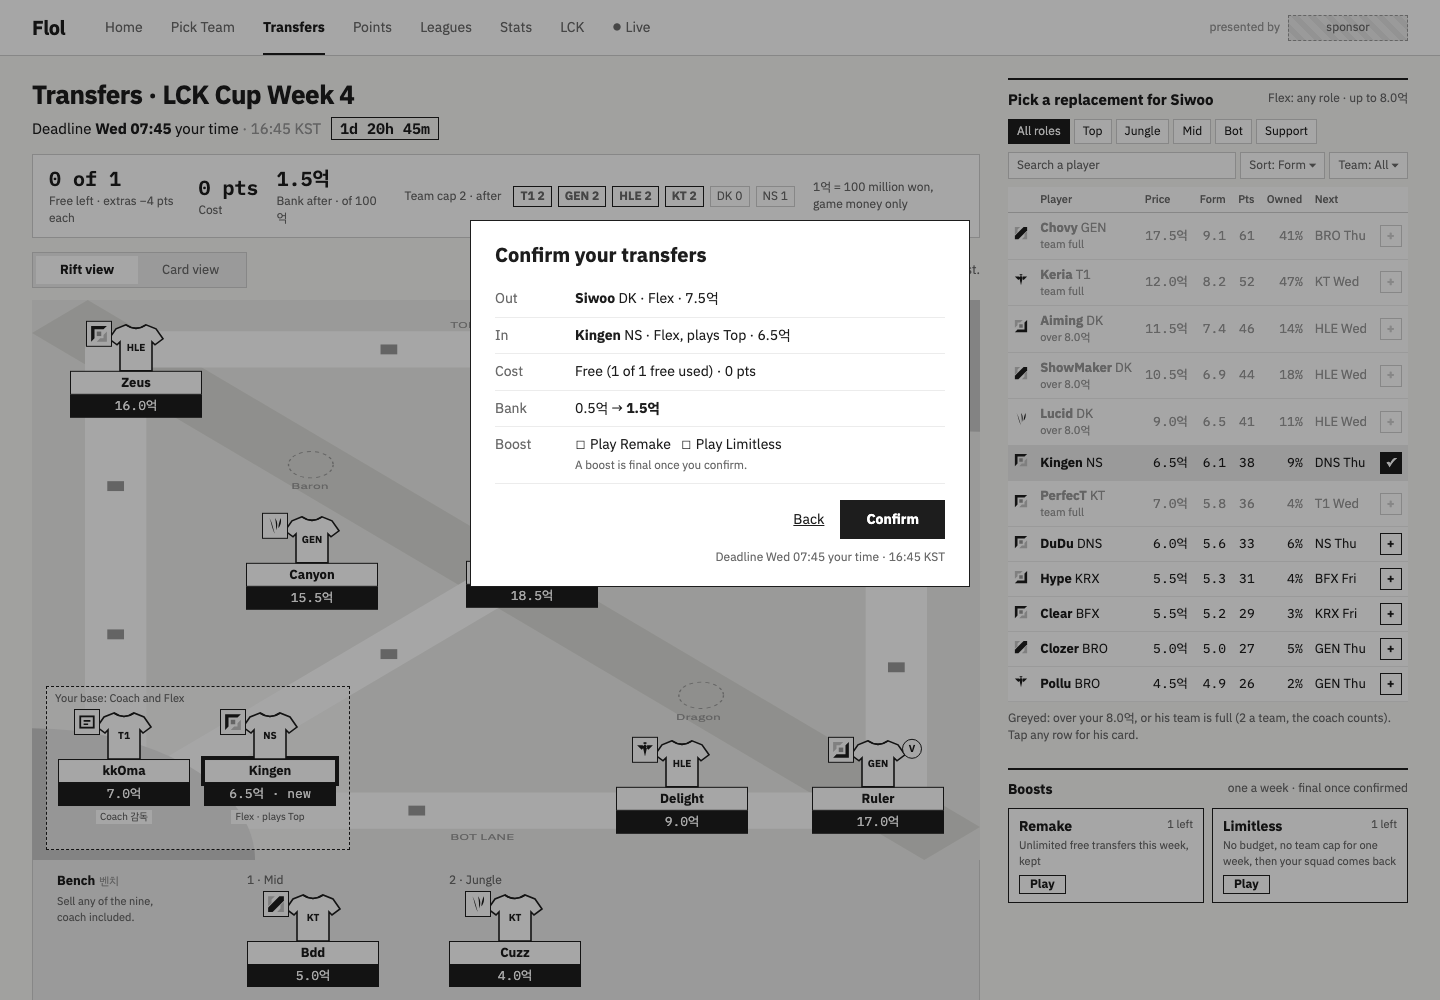 Flol
Home
Pick Team
Transfers
Points
Leagues
Stats
LCK
Live
presented by
sponsor
Transfers · LCK Cup Week 4
Deadline Wed 07:45 your time · 16:45 KST 1d 20h 45m
0 of 1
Free left · extras −4 pts
each
0 pts
Cost
1.5억
Bank after · of 100
억
Team cap 2 · after
T1 2
GEN 2
HLE 2
KT 2
DK 0
NS 1
1억 = 100 million won,
game money only
Rift view
Card view
st.
HLE
Zeus
16.0억
Baron
GEN
Canyon
15.5억
18.5억
Your base: Coach and Flex
T1
kkOma
7.0억
Coach 감독
NS
Kingen
6.5억 · new
Flex · plays Top
Dragon
HLE
Delight
9.0억
GEN
V
Ruler
17.0억
BOT LANE
Bench 벤치
Sell any of the nine,
coach included.
1 · Mid
KT
Bdd
5.0억
2 · Jungle
KT
Cuzz
4.0억
Confirm your transfers
Out Siwoo DK · Flex · 7.5억
In Kingen NS · Flex, plays Top · 6.5억
Cost Free (1 of 1 free used) · 0 pts
Bank 0.5억 → 1.5억
Boost ☐ Play Remake ☐ Play Limitless
A boost is final once you confirm.
Back
Confirm
Deadline Wed 07:45 your time · 16:45 KST
Pick a replacement for Siwoo
Flex: any role · up to 8.0억
All roles
Top
Jungle
Mid
Bot
Support
Search a player
Sort: Form ▾
Team: All ▾
Player Price Form Pts Owned Next
Chovy GEN 17.5억 9.1 61 41% BRO Thu +
team full
Keria T1 12.0억 8.2 52 47% KT Wed +
team full
Aiming DK 11.5억 7.4 46 14% HLE Wed +
over 8.0억
ShowMaker DK 10.5억 6.9 44 18% HLE Wed +
over 8.0억
Lucid DK 9.0억 6.5 41 11% HLE Wed +
over 8.0억
Kingen NS 6.5억 6.1 38 9% DNS Thu ✓
PerfecT KT 7.0억 5.8 36 4% T1 Wed +
team full
DuDu DNS 6.0억 5.6 33 6% NS Thu +
Hype KRX 5.5억 5.3 31 4% BFX Fri +
Clear BFX 5.5억 5.2 29 3% KRX Fri +
Clozer BRO 5.0억 5.0 27 5% GEN Thu +
Pollu BRO 4.5억 4.9 26 2% GEN Thu +
Greyed: over your 8.0억, or his team is full (2 a team, the coach counts).
Tap any row for his card.
Boosts
one a week · final once confirmed
Remake 1 left
Unlimited free transfers this week,
kept
Play
Limitless 1 left
No budget, no team cap for one
week, then your squad comes back
Play